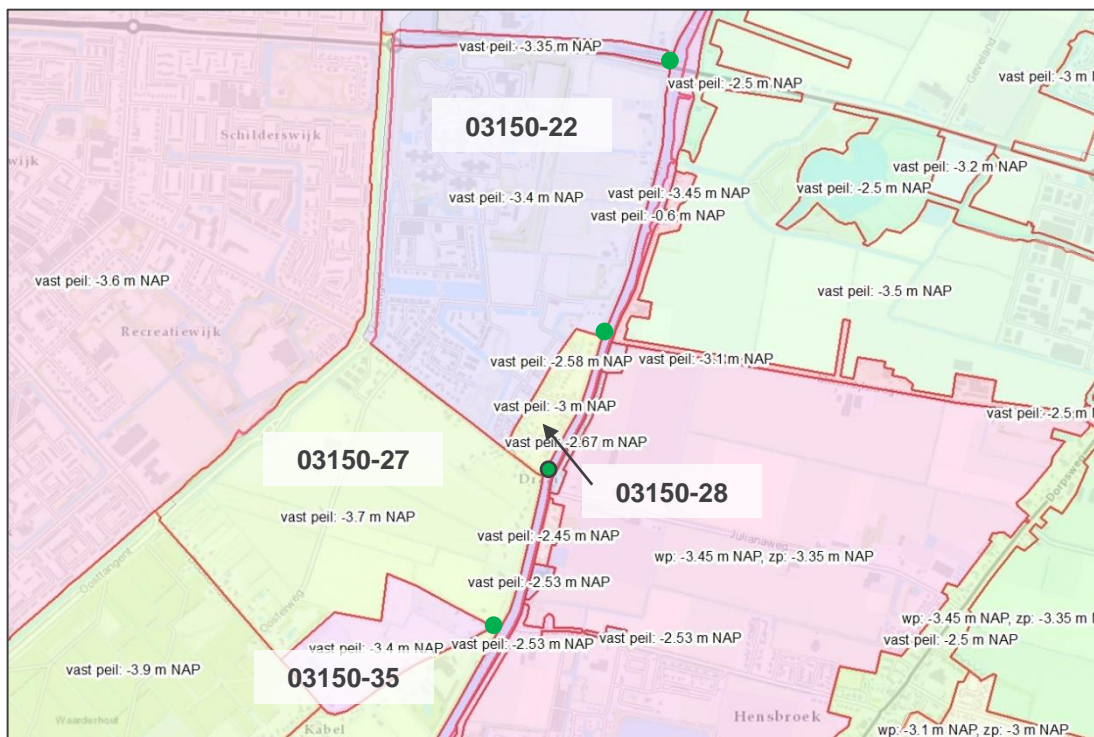 vast peil: -3.35 m NAP
vast peil: -2.5 m NAP
Geveland
vast peil: -3 m N
03150-22
Schilderswijk
wijk
vast peil: -3.2 m NAP
vast peil: -2.5 m NAP
vast peil: -3.4 m NAP
vast peil: -3.45 m NAP
vast peil: -0.6 m NAP
vast peil: -3.6 m NAP
vast peil: -3.5 m NAP
Recreatiewijk
vast peil: -2.58 m NAP
vast peil: -3.1 m NAP
vast peil: -3 m NAP
vast peil: -2.5 m N
vast peil: -2.67 m NAP
03150-27
03150-28
Dorpsweg
vast peil: -3.7 m NAP
vast peil: -2.45 m NAP
Julianaweg
wp: -3.45 m NAP, zp: -3.35 m NAP
Oosttangent
Oosterweg
vast peil: -2.53 m NAP
wp: -3.45 m NAP, zp: -3.35 m N
vast peil: -2.5 m NAP
vast peil: -3.4 m NAP
vast peil: -2.53 m NAP
vast peil: -2.53 m NAP
vast peil: -3.9 m NAP
03150-35
Waarderhout
Kabel
Hensbroek
wp: -3.1 m NAP, zp: -3 m NAP